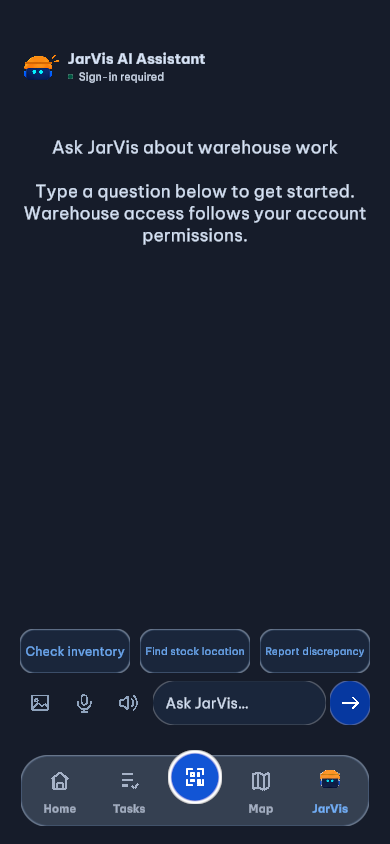 JarVis AI Assistant
Sign-in required
Ask JarVis about warehouse work
Type a question below to get started.
Warehouse access follows your account
permissions.
Check inventory
Find stock location
Report discrepancy
Ask JarVis...
Home
Tasks
Map
JarVis